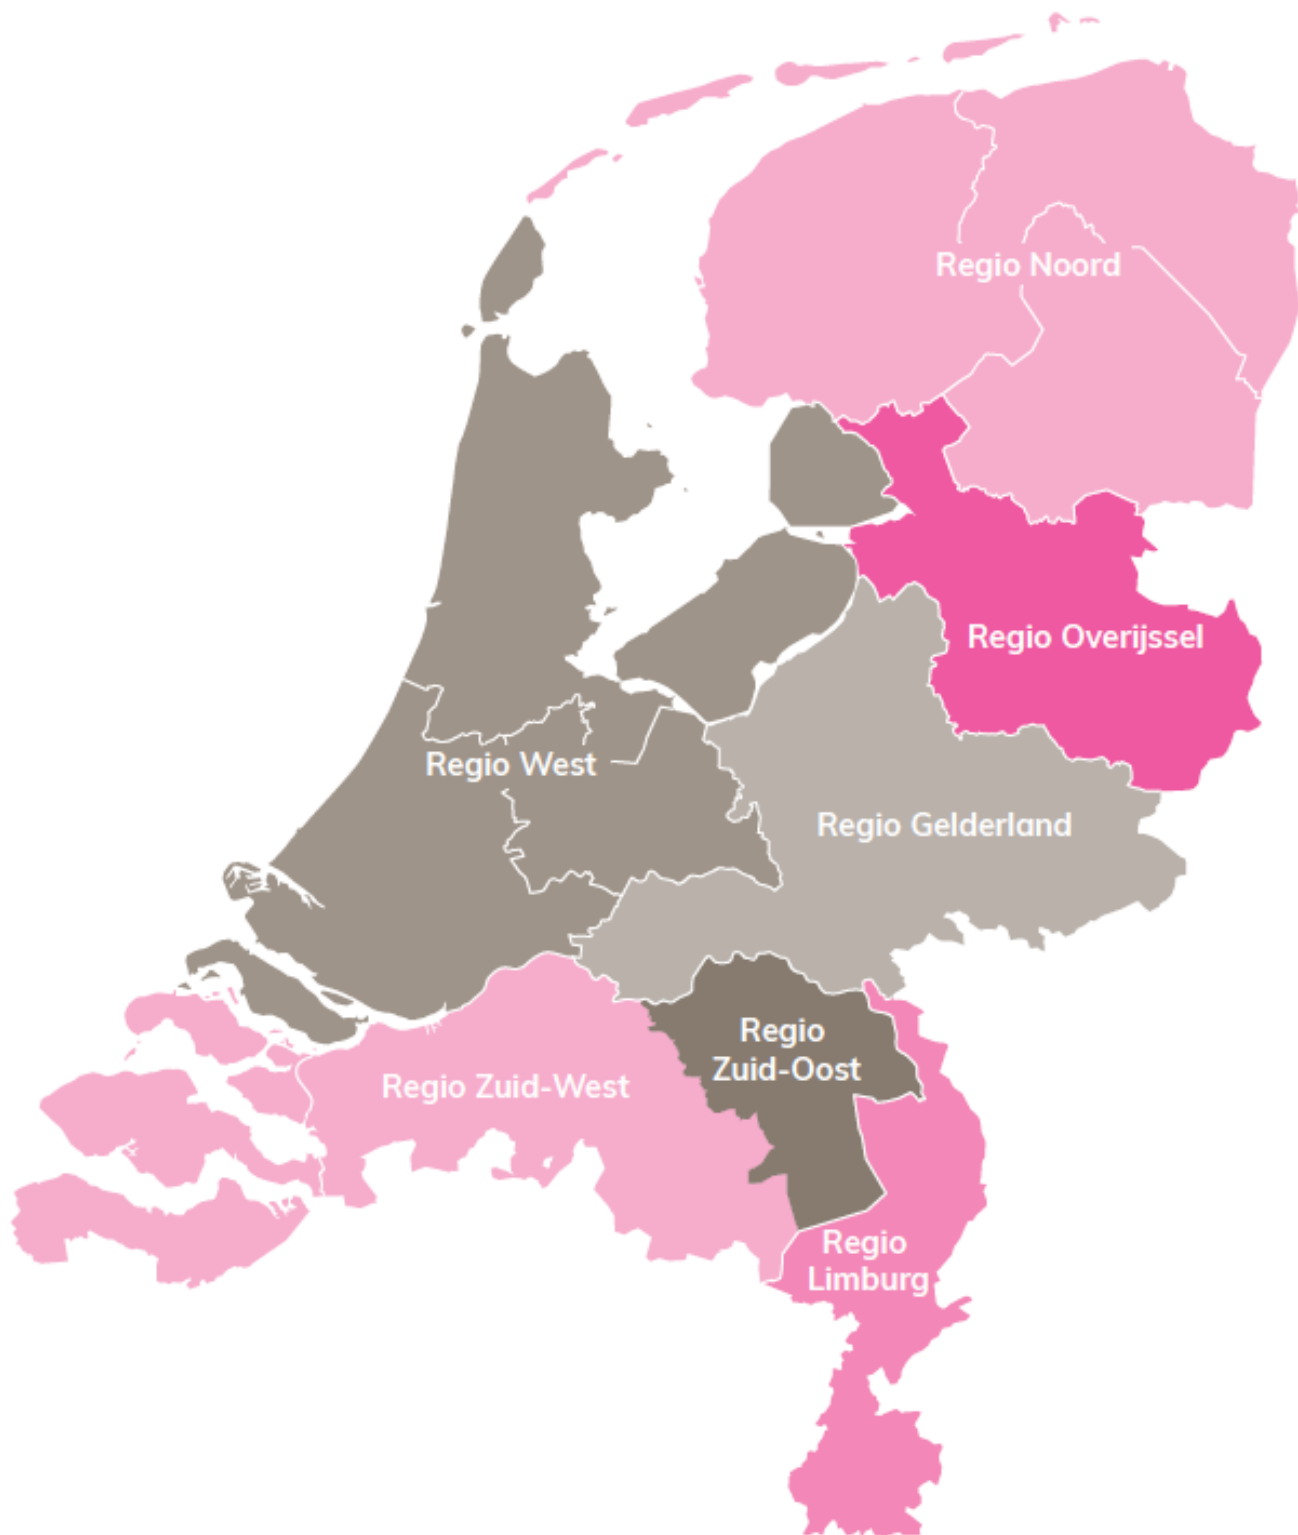 Regio Noord
Regio Overijssel
Regio West
Regio Gelderland
Regio
Zuid-Oost
Regio Zuid-West
Regio
Limburg